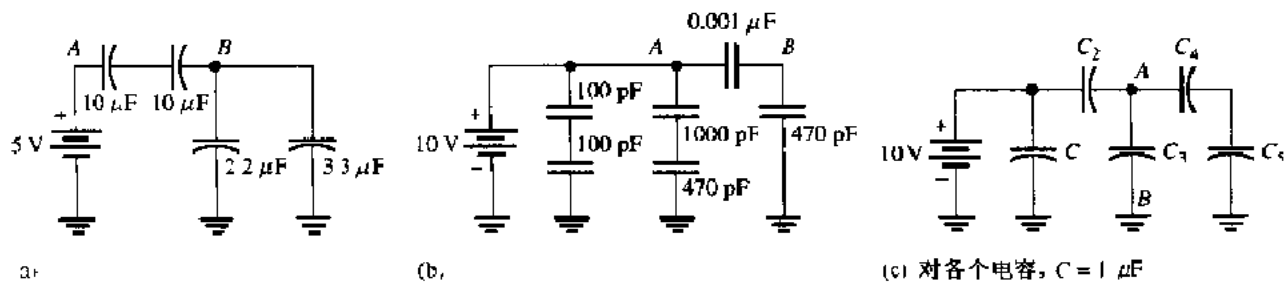 A
B
10 μF
10 μF
+
5 V
2 2 μF
3 3 μF
a)
0.001 μF
A
B
+
100 pF
10 V
100 pF
1000 pF
470 pF
−
470 pF
(b)
C₂
C₄
A
+
10 V
C
C₃
C₅
−
B
(c) 对各个电容，C = 1 μF